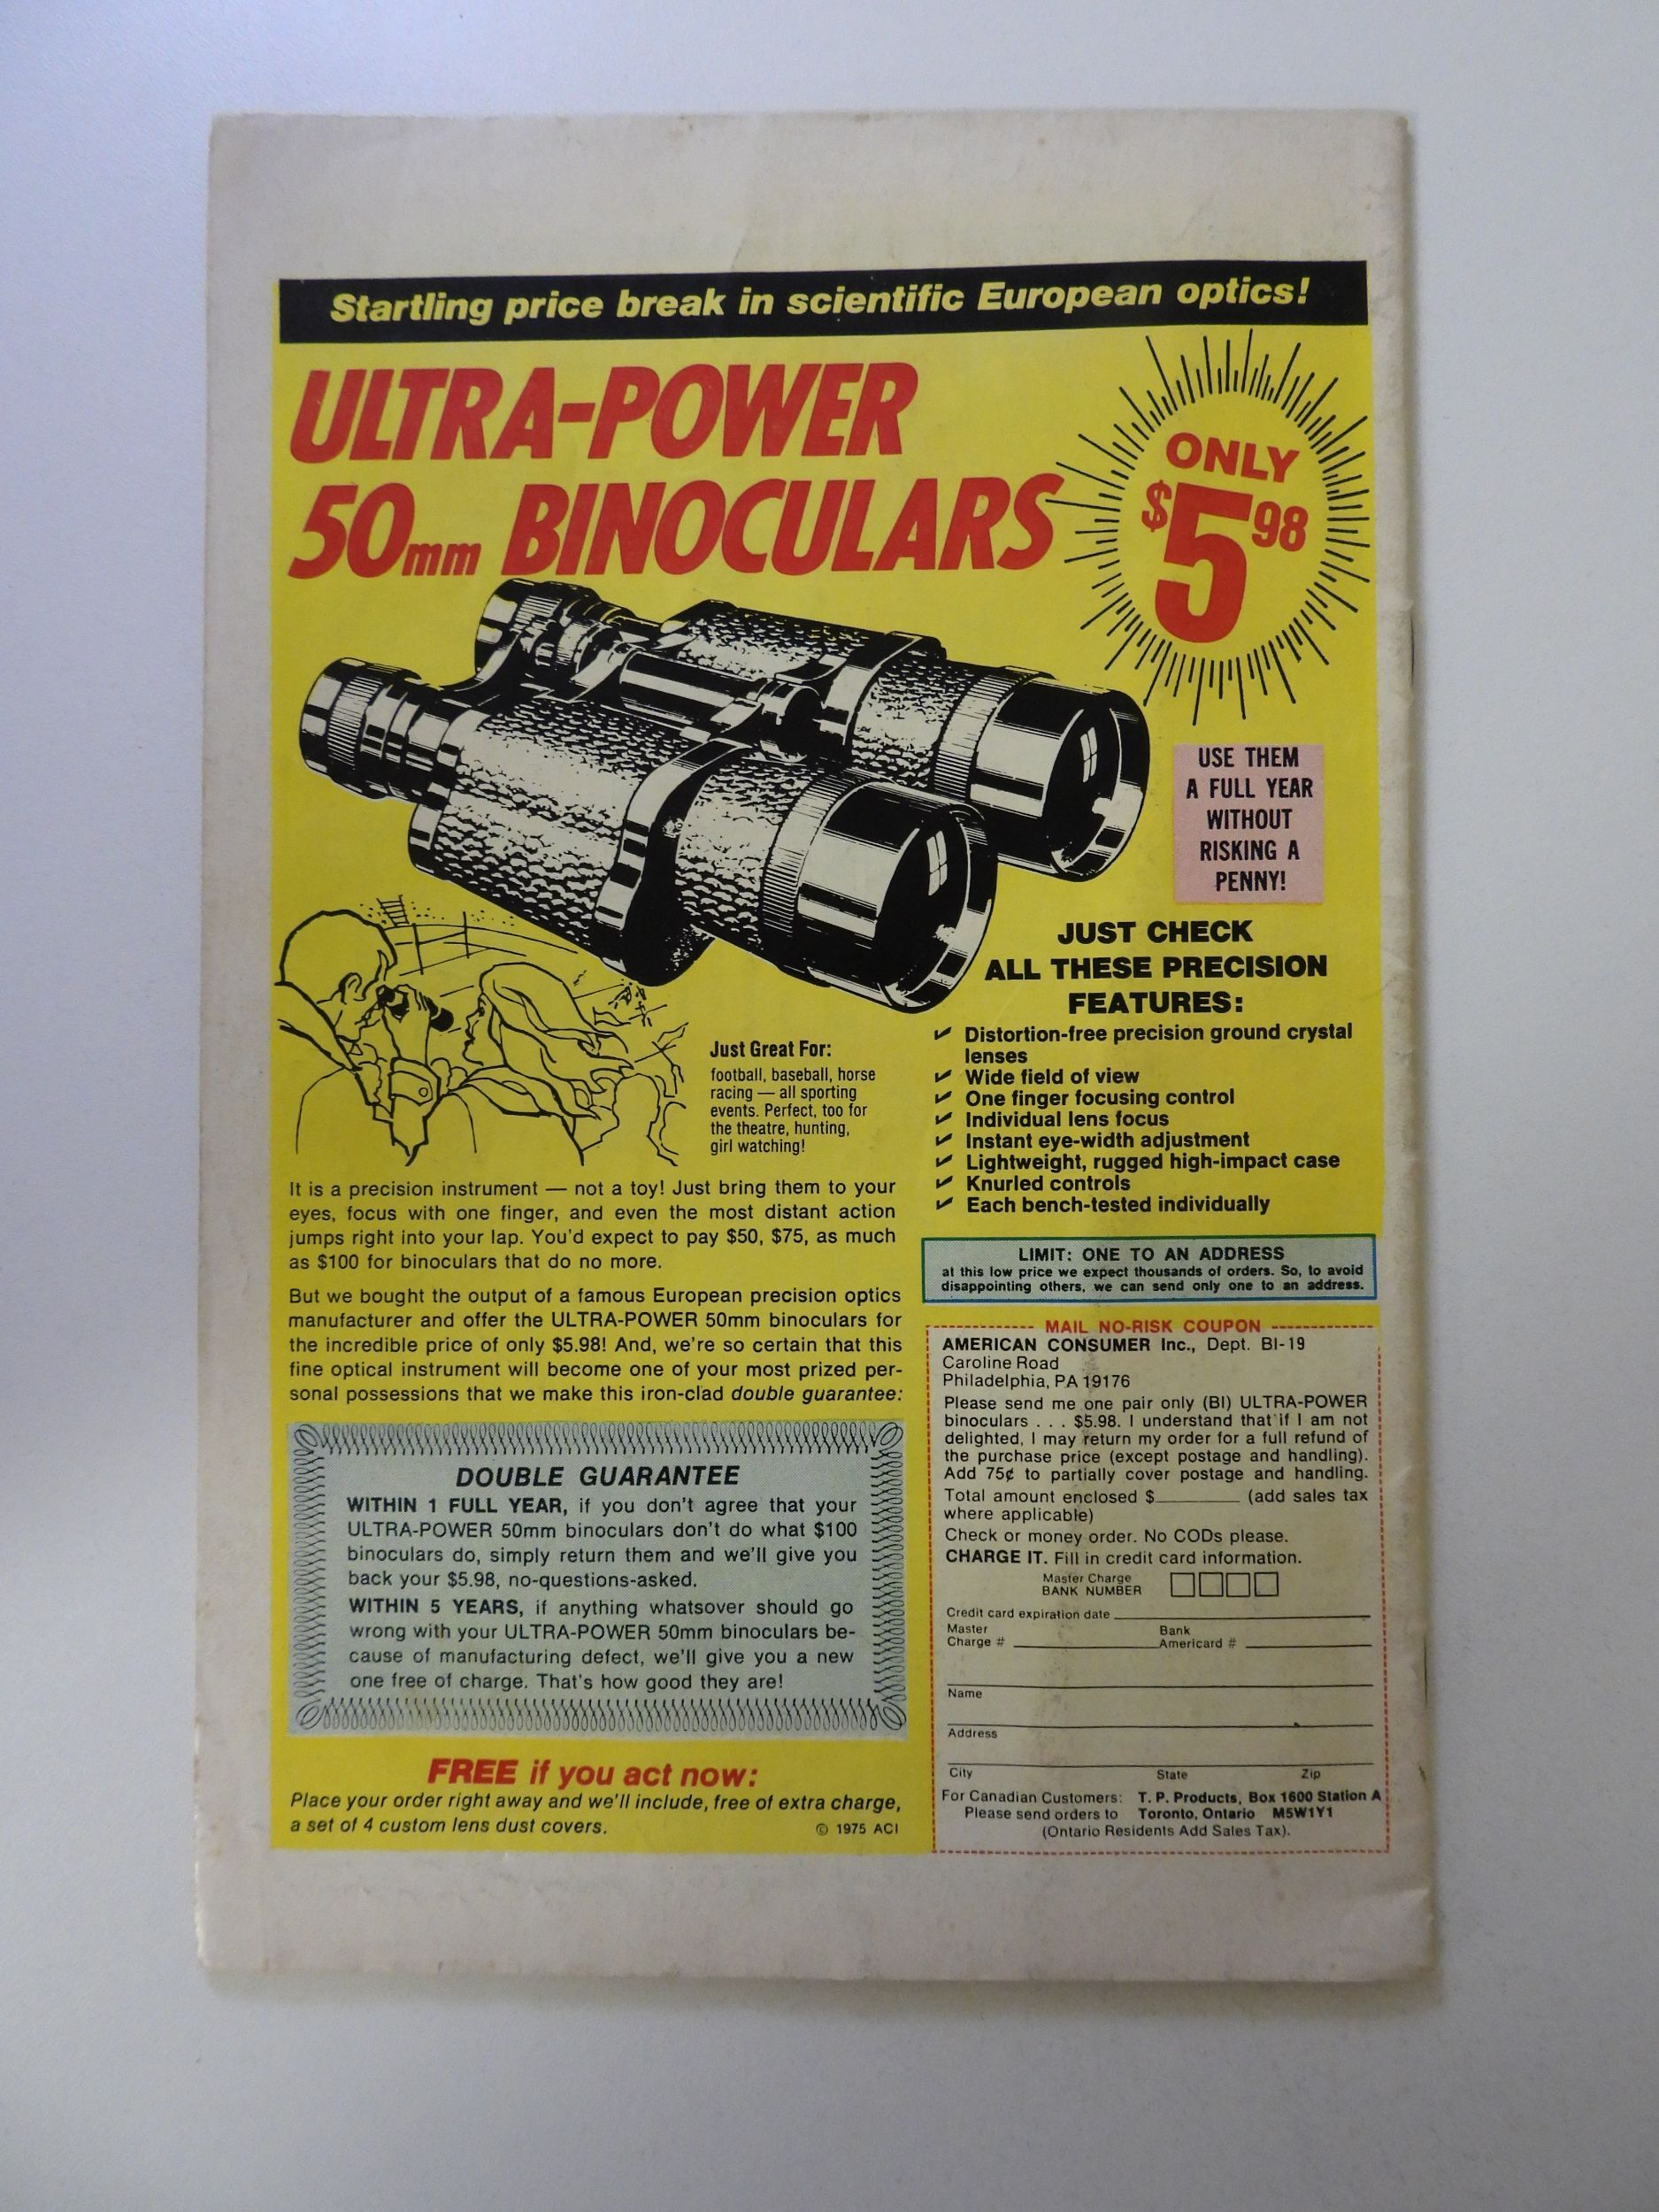 Startling price break in scientific European optics!
ULTRA-POWER
50mm BINOCULARS
ONLY
$5 98
USE THEM
A FULL YEAR
WITHOUT
RISKING A
PENNY!
JUST CHECK
ALL THESE PRECISION
FEATURES:
✔ Distortion-free precision ground crystal
lenses
✔ Wide field of view
✔ One finger focusing control
✔ Individual lens focus
✔ Instant eye-width adjustment
✔ Lightweight, rugged high-impact case
✔ Knurled controls
✔ Each bench-tested individually
Just Great For:
football, baseball, horse
racing — all sporting
events. Perfect, too for
the theatre, hunting,
girl watching!
It is a precision instrument — not a toy! Just bring them to your
eyes, focus with one finger, and even the most distant action
jumps right into your lap. You'd expect to pay $50, $75, as much
as $100 for binoculars that do no more.
But we bought the output of a famous European precision optics
manufacturer and offer the ULTRA-POWER 50mm binoculars for
the incredible price of only $5.98! And, we're so certain that this
fine optical instrument will become one of your most prized per-
sonal possessions that we make this iron-clad double guarantee:
DOUBLE GUARANTEE
WITHIN 1 FULL YEAR, if you don't agree that your
ULTRA-POWER 50mm binoculars don't do what $100
binoculars do, simply return them and we'll give you
back your $5.98, no-questions-asked.
WITHIN 5 YEARS, if anything whatsover should go
wrong with your ULTRA-POWER 50mm binoculars be-
cause of manufacturing defect, we'll give you a new
one free of charge. That's how good they are!
FREE if you act now:
Place your order right away and we'll include, free of extra charge,
a set of 4 custom lens dust covers.
© 1975 ACI
LIMIT: ONE TO AN ADDRESS
at this low price we expect thousands of orders. So, to avoid
disappointing others, we can send only one to an address.
MAIL NO-RISK COUPON
AMERICAN CONSUMER Inc., Dept. BI-19
Caroline Road
Philadelphia, PA 19176
Please send me one pair only (BI) ULTRA-POWER
binoculars . . . $5.98. I understand that if I am not
delighted, I may return my order for a full refund of
the purchase price (except postage and handling).
Add 75¢ to partially cover postage and handling.
Total amount enclosed $________ (add sales tax
where applicable)
Check or money order. No CODs please.
CHARGE IT. Fill in credit card information.
Master Charge
BANK NUMBER
Credit card expiration date
Master
Charge #
Bank
Americard #
Name
Address
City State Zip
For Canadian Customers: T. P. Products, Box 1600 Station A
Please send orders to Toronto, Ontario M5W1Y1
(Ontario Residents Add Sales Tax).